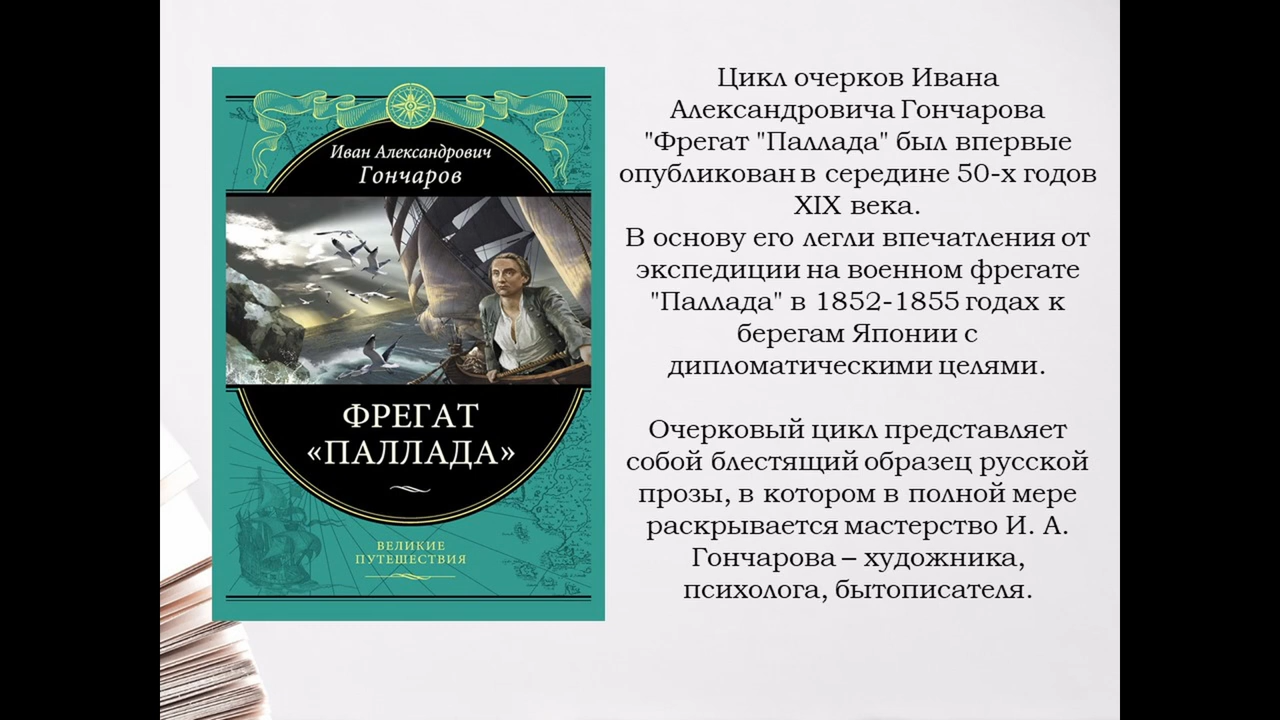 Иван Александрович
Гончаров
ФРЕГАТ
«ПАЛЛАДА»
ВЕЛИКИЕ
ПУТЕШЕСТВИЯ
Цикл очерков Ивана
Александровича Гончарова
"Фрегат "Паллада" был впервые
опубликован в середине 50-х годов
XIX века.
В основу его легли впечатления от
экспедиции на военном фрегате
"Паллада" в 1852-1855 годах к
берегам Японии с
дипломатическими целями.
Очерковый цикл представляет
собой блестящий образец русской
прозы, в котором в полной мере
раскрывается мастерство И. А.
Гончарова – художника,
психолога, бытописателя.